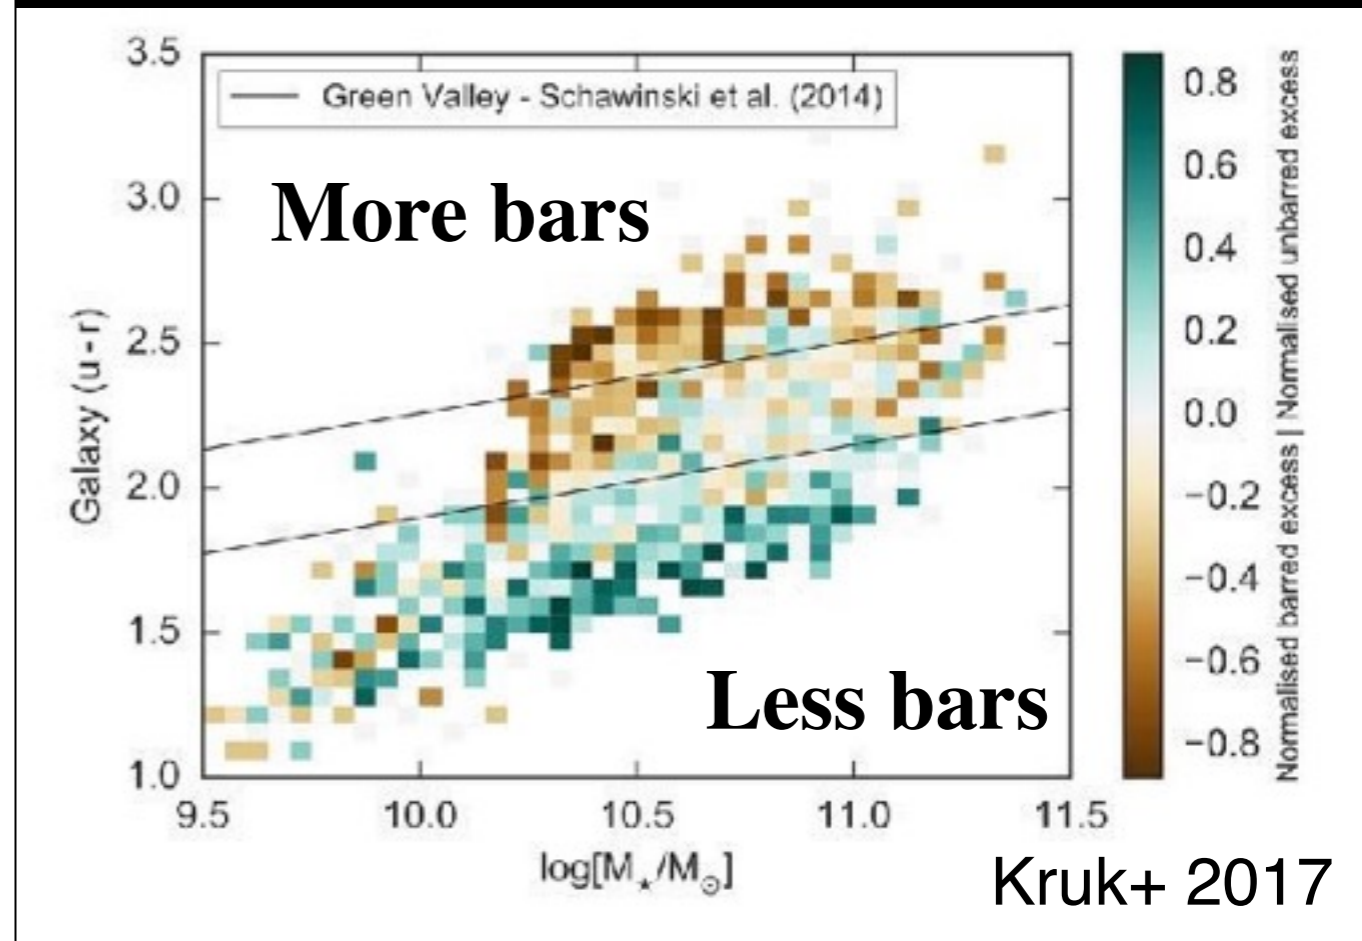 3.5
Green Valley - Schawinski et al. (2014)
3.0
More bars
2.5
Galaxy (u - r)
2.0
1.5
Less bars
1.0
9.5 10.0 10.5 11.0 11.5
log[M⋆/M⊙]
0.8
0.6
0.4
0.2
0.0
−0.2
−0.4
−0.6
−0.8
Normalised barred excess | Normalised unbarred excess
Kruk+ 2017